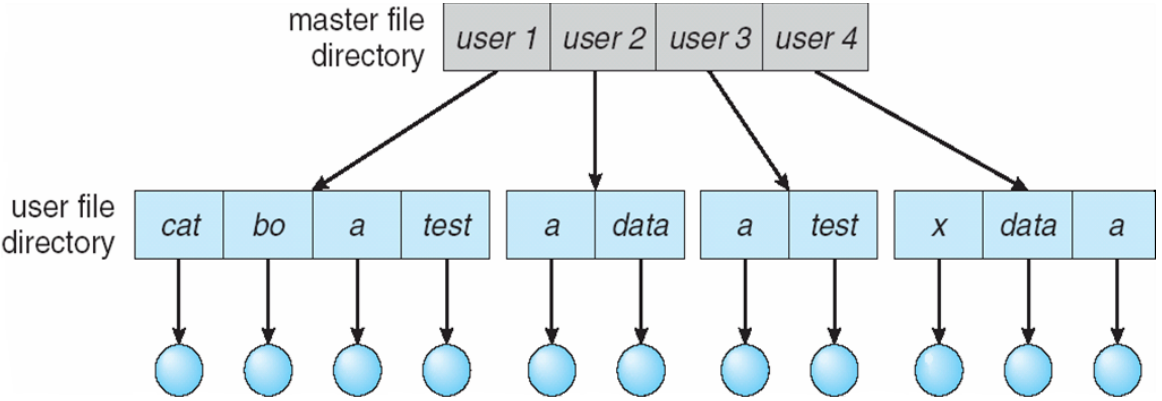 master file
directory
user 1 user 2 user 3 user 4
user file
directory
cat bo a test a data a test x data a